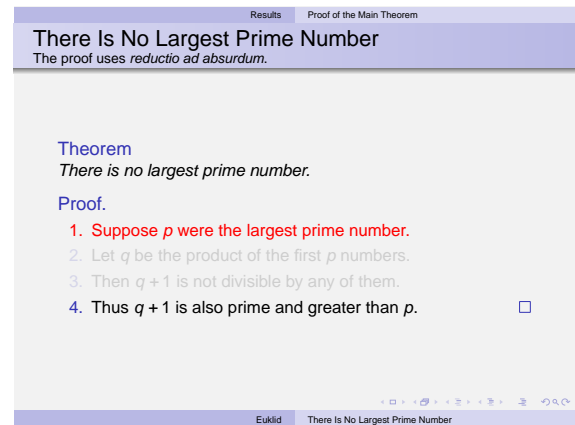 Results Proof of the Main Theorem
There Is No Largest Prime Number
The proof uses reductio ad absurdum.
Theorem
There is no largest prime number.
Proof.
1. Suppose p were the largest prime number.
2. Let q be the product of the first p numbers.
3. Then q + 1 is not divisible by any of them.
4. Thus q + 1 is also prime and greater than p. □
Euklid There Is No Largest Prime Number